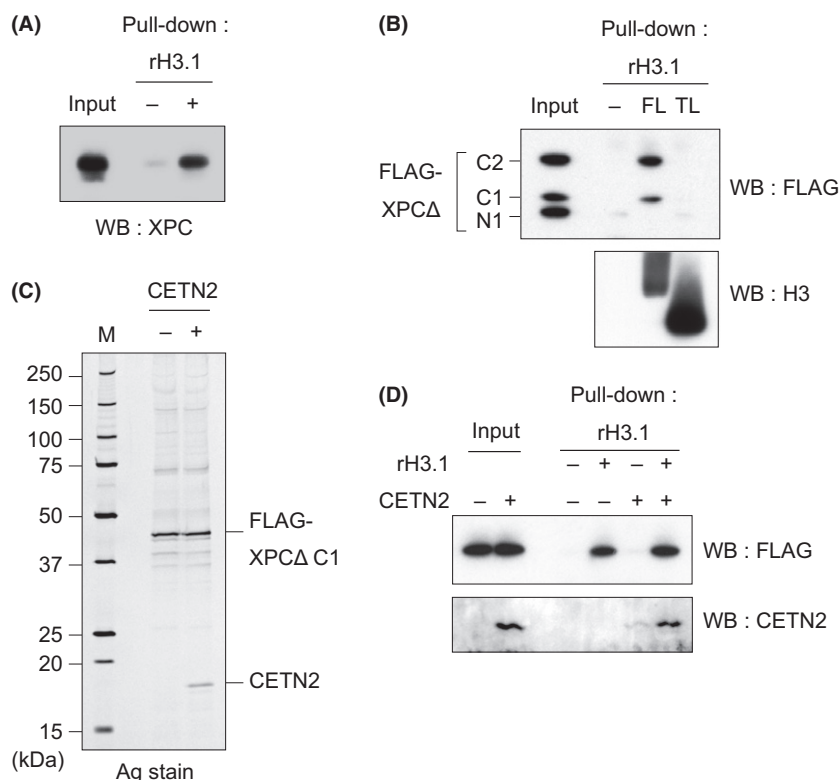 (A)
Pull-down :
rH3.1
Input – +
WB : XPC
(B)
Pull-down :
rH3.1
Input – FL TL
FLAG-
XPCΔ
C2
C1
N1
WB : FLAG
WB : H3
(C)
CETN2
M – +
250
150
100
75
50
37
25
20
15
(kDa)
FLAG-
XPCΔ C1
CETN2
Ag stain
(D)
Pull-down :
Input rH3.1
rH3.1 – + – +
CETN2 – + – – + +
WB : FLAG
WB : CETN2